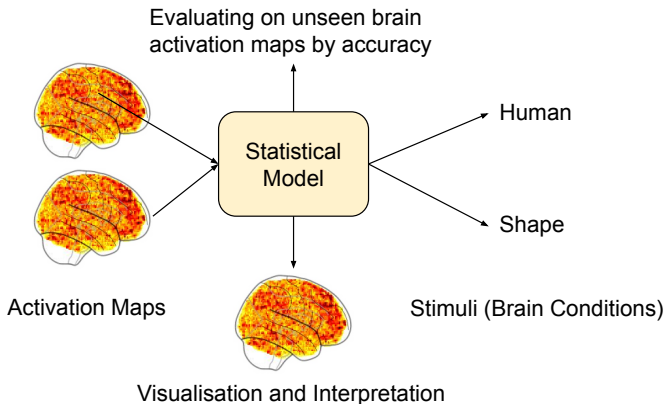 Evaluating on unseen brain
activation maps by accuracy
Human
Statistical
Model
Shape
Activation Maps
Stimuli (Brain Conditions)
Visualisation and Interpretation